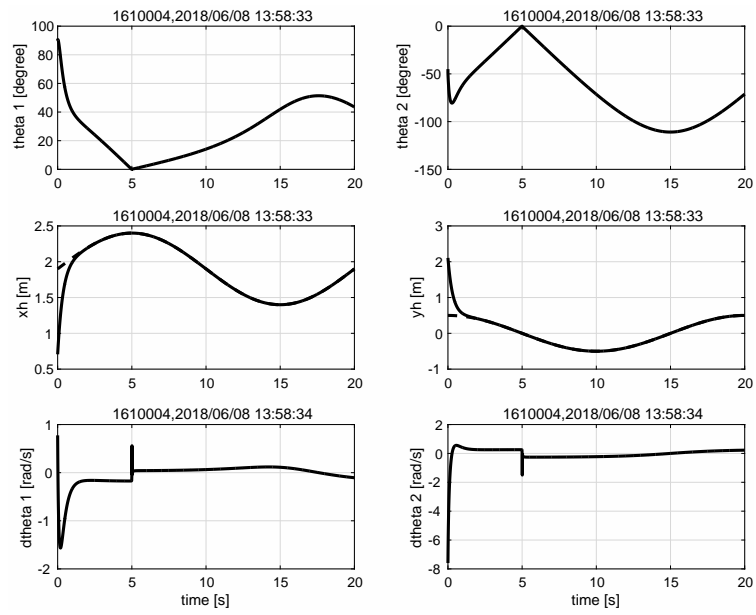 1610004,2018/06/08 13:58:33
theta 1 [degree]
100
80
60
40
20
0
0 5 10 15 20
1610004,2018/06/08 13:58:33
theta 2 [degree]
0
-50
-100
-150
0 5 10 15 20
1610004,2018/06/08 13:58:33
xh [m]
2.5
2
1.5
1
0.5
0 5 10 15 20
1610004,2018/06/08 13:58:33
yh [m]
3
2
1
0
-1
0 5 10 15 20
1610004,2018/06/08 13:58:34
dtheta 1 [rad/s]
1
0
-1
-2
0 5 10 15 20
time [s]
1610004,2018/06/08 13:58:34
dtheta 2 [rad/s]
2
0
-2
-4
-6
-8
0 5 10 15 20
time [s]